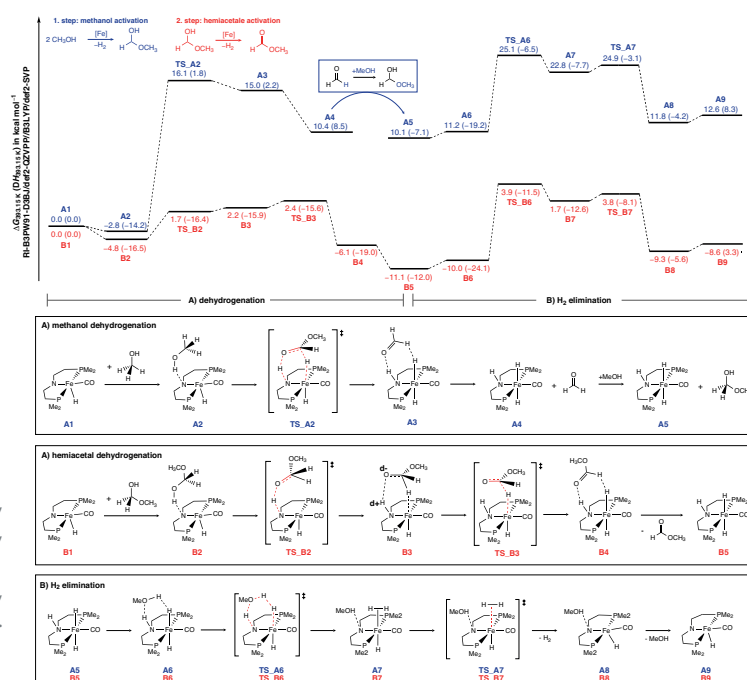 1. step: methanol activation
2. step: hemiacetale activation
2 CH₃OH
[Fe]
−H₂
OH
H
OCH₃
OH
H
OCH₃
[Fe]
−H₂
O
H
OCH₃
ΔG₃₉₃.₁₅ K (DH₃₉₃.₁₅ K) in kcal mol⁻¹
RI-B3PW91-D3BJ/def2-QZVPP//B3LYP/def2-SVP
A1
0.0 (0.0)
0.0 (0.0)
B1
A2
−2.8 (−14.2)
−4.8 (−16.5)
B2
TS_A2
16.1 (1.8)
1.7 (−16.4)
TS_B2
A3
15.0 (2.2)
2.2 (−15.9)
B3
2.4 (−15.6)
TS_B3
A4
10.4 (8.5)
−6.1 (−19.0)
B4
O
H
H
+MeOH
OH
H
OCH₃
A5
10.1 (−7.1)
−11.1 (−12.0)
B5
A6
11.2 (−19.2)
−10.0 (−24.1)
B6
TS_A6
25.1 (−6.5)
3.9 (−11.5)
TS_B6
A7
22.8 (−7.7)
1.7 (−12.6)
B7
TS_A7
24.9 (−3.1)
3.8 (−8.1)
TS_B7
A8
11.8 (−4.2)
−9.3 (−5.6)
B8
A9
12.6 (8.3)
−8.6 (3.3)
B9
A) dehydrogenation
B) H₂ elimination
A) methanol dehydrogenation
A1
A2
TS_A2
A3
A4
+MeOH
A5
A) hemiacetal dehydrogenation
B1
B2
TS_B2
d-
d+
B3
TS_B3
B4
B5
B) H₂ elimination
A5
B5
A6
B6
TS_A6
TS_B6
A7
B7
TS_A7
TS_B7
- H₂
A8
B8
- MeOH
A9
B9